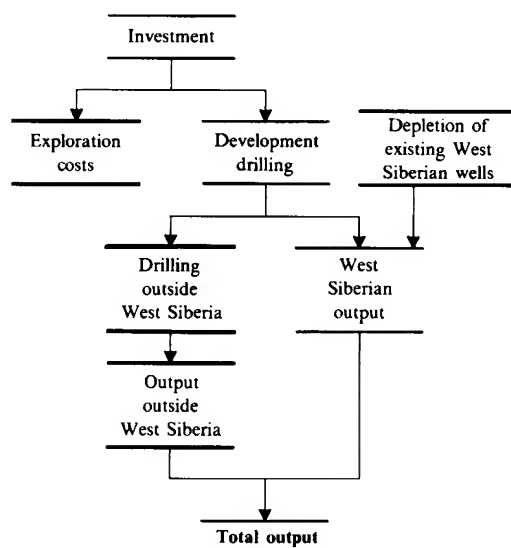 Investment
Exploration
costs
Development
drilling
Depletion of
existing West
Siberian wells
Drilling
outside
West Siberia
West
Siberian
output
Output
outside
West Siberia
Total output